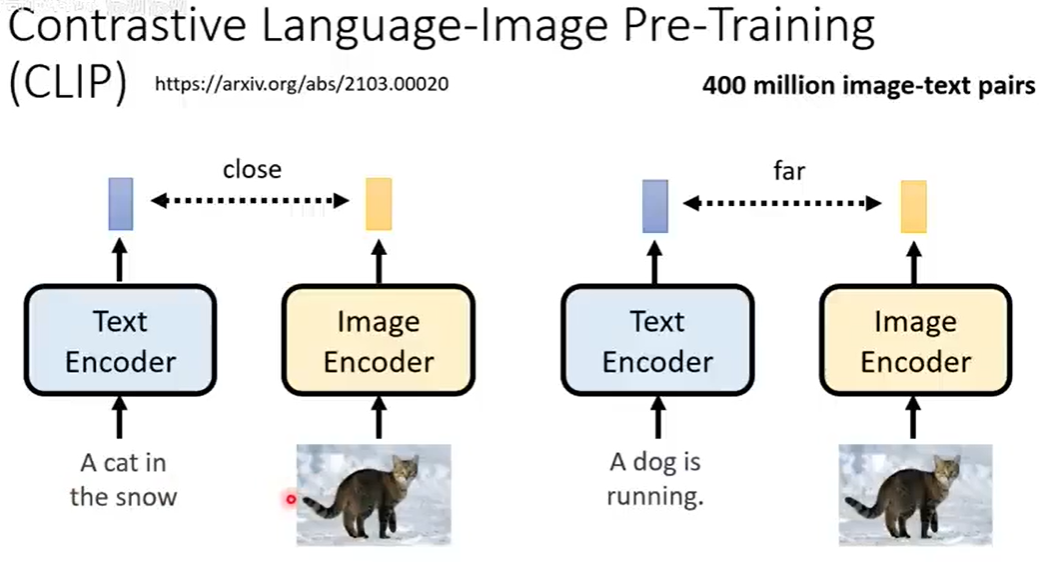 Contrastive Language-Image Pre-Training
(CLIP) https://arxiv.org/abs/2103.00020 400 million image-text pairs
close
far
Text
Encoder
Image
Encoder
Text
Encoder
Image
Encoder
A cat in
the snow
A dog is
running.